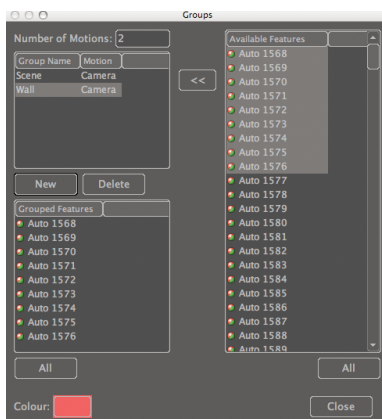 Groups
Number of Motions: 2
Group Name Motion
Scene Camera
Wall Camera
<<
New Delete
Grouped Features
Auto 1568
Auto 1569
Auto 1570
Auto 1571
Auto 1572
Auto 1573
Auto 1574
Auto 1575
Auto 1576
All
Available Features
Auto 1568
Auto 1569
Auto 1570
Auto 1571
Auto 1572
Auto 1573
Auto 1574
Auto 1575
Auto 1576
Auto 1577
Auto 1578
Auto 1579
Auto 1580
Auto 1581
Auto 1582
Auto 1583
Auto 1584
Auto 1585
Auto 1586
Auto 1587
Auto 1588
Auto 1589
All
Colour:
Close